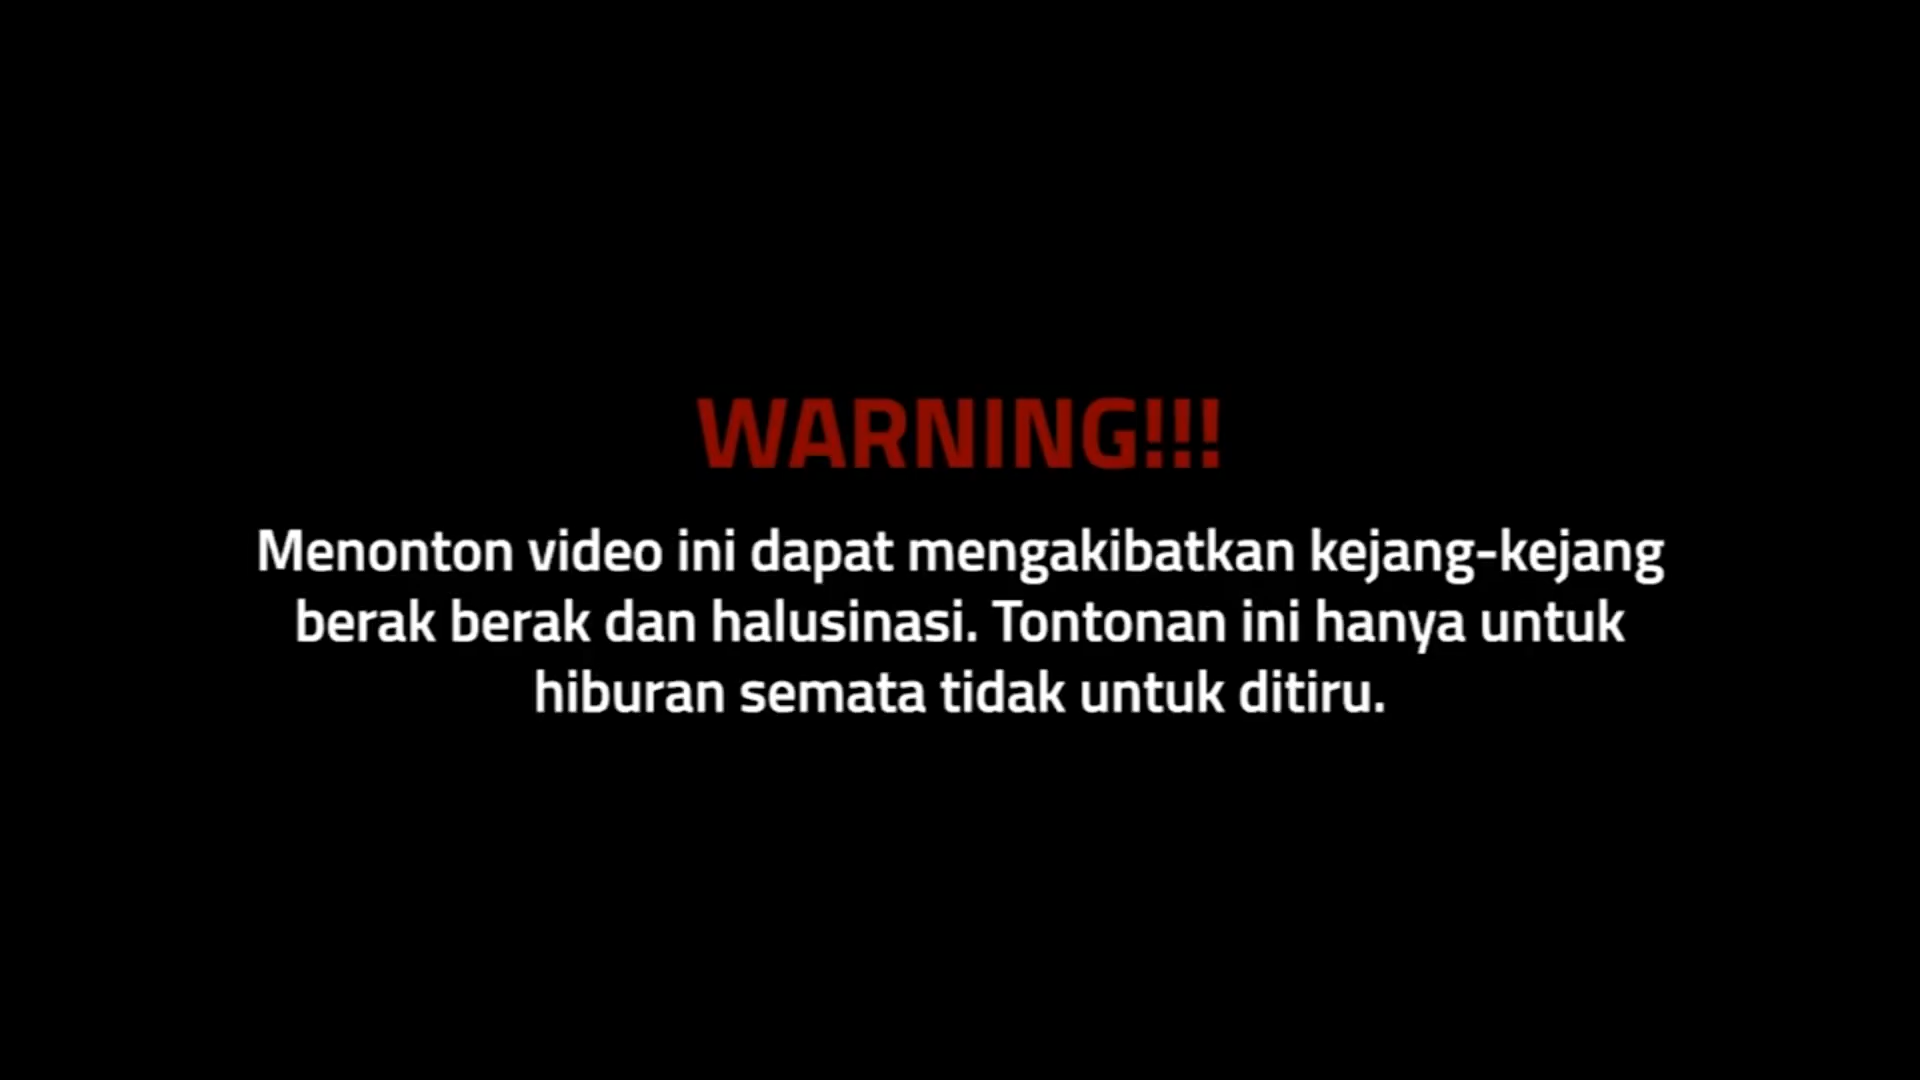 WARNING!!!
Menonton video ini dapat mengakibatkan kejang-kejang
berak berak dan halusinasi. Tontonan ini hanya untuk
hiburan semata tidak untuk ditiru.